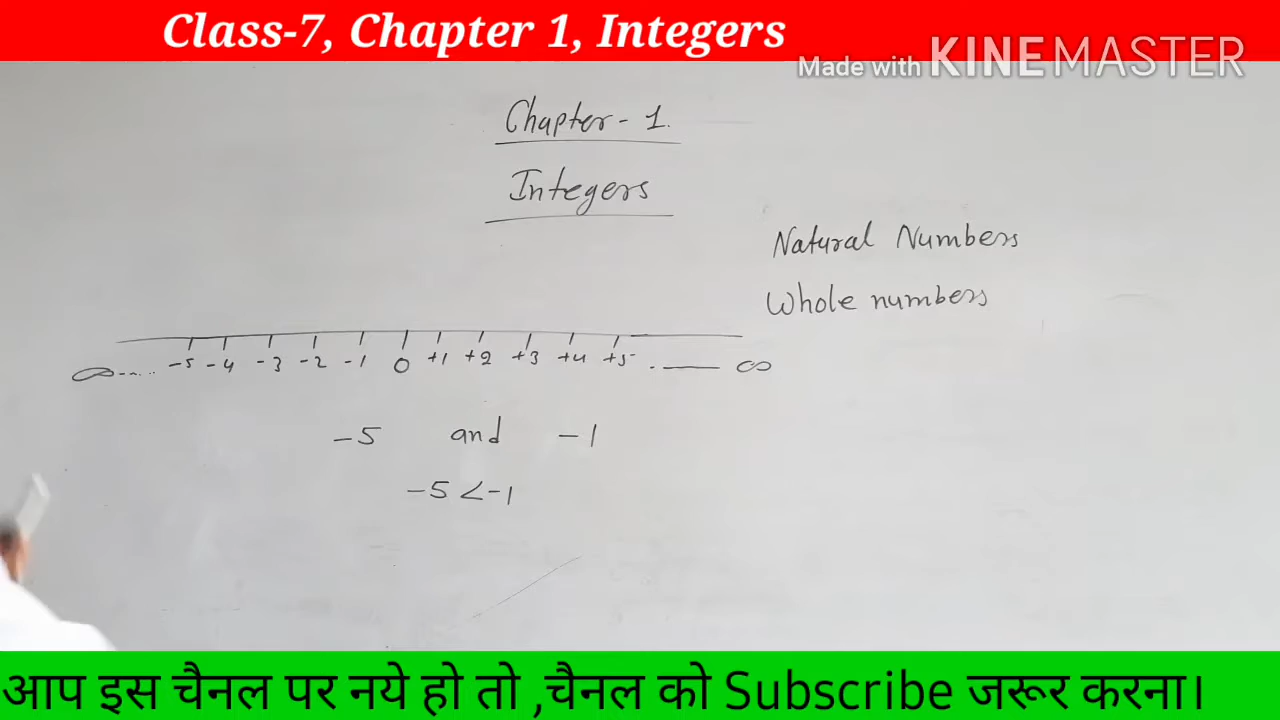 Class-7, Chapter 1, Integers
Made with KINEMASTER
Chapter - 1.
Integers
Natural Numbers
Whole numbers
∞..... -5 -4 -3 -2 -1 0 +1 +2 +3 +4 +5 . —— ∞
-5 and -1
-5 < -1
आप इस चैनल पर नये हो तो ,चैनल को Subscribe जरूर करना।